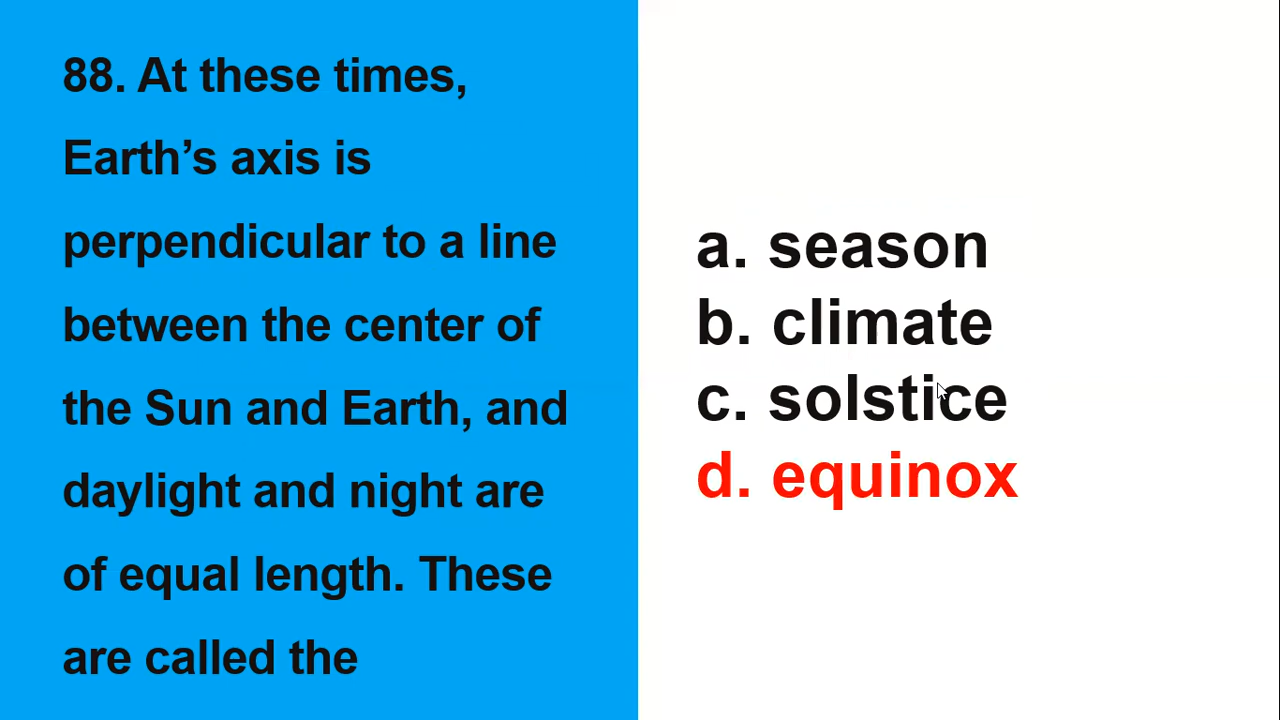 88. At these times,
Earth’s axis is
perpendicular to a line
between the center of
the Sun and Earth, and
daylight and night are
of equal length. These
are called the
a. season
b. climate
c. solstice
d. equinox